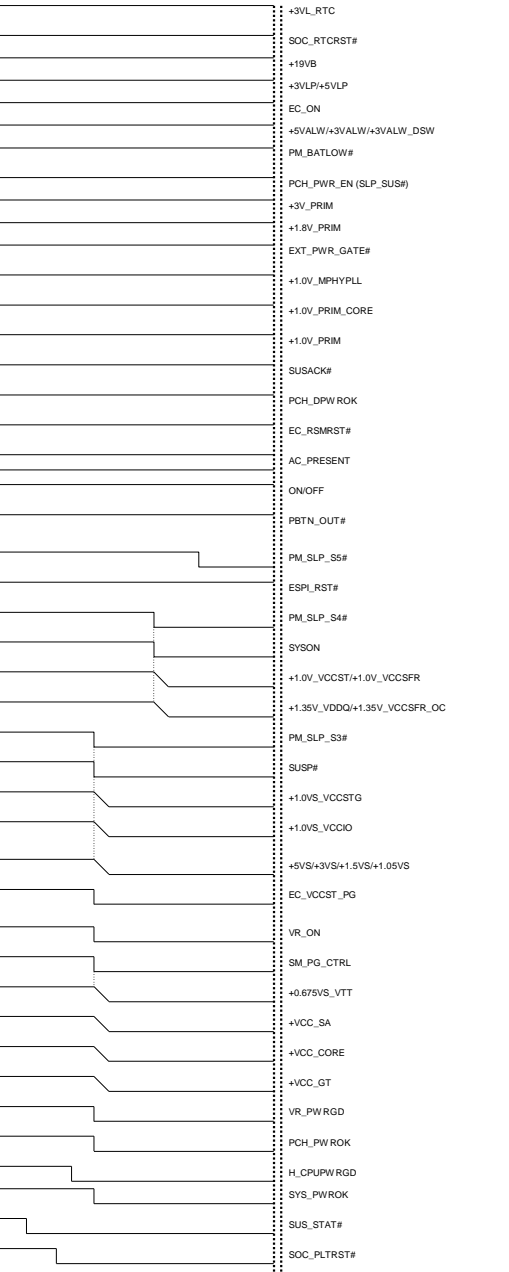 +3VL_RTC
SOC_RTCRST#
+19VB
+3VLP/+5VLP
EC_ON
+5VALW/+3VALW/+3VALW_DSW
PM_BATLOW#
PCH_PWR_EN (SLP_SUS#)
+3V_PRIM
+1.8V_PRIM
EXT_PWR_GATE#
+1.0V_MPHYPLL
+1.0V_PRIM_CORE
+1.0V_PRIM
SUSACK#
PCH_DPWROK
EC_RSMRST#
AC_PRESENT
ON/OFF
PBTN_OUT#
PM_SLP_S5#
ESPI_RST#
PM_SLP_S4#
SYSON
+1.0V_VCCST/+1.0V_VCCSFR
+1.35V_VDDQ/+1.35V_VCCSFR_OC
PM_SLP_S3#
SUSP#
+1.0VS_VCCSTG
+1.0VS_VCCIO
+5VS/+3VS/+1.5VS/+1.05VS
EC_VCCST_PG
VR_ON
SM_PG_CTRL
+0.675VS_VTT
+VCC_SA
+VCC_CORE
+VCC_GT
VR_PWRGD
PCH_PWROK
H_CPUPWRGD
SYS_PWROK
SUS_STAT#
SOC_PLTRST#